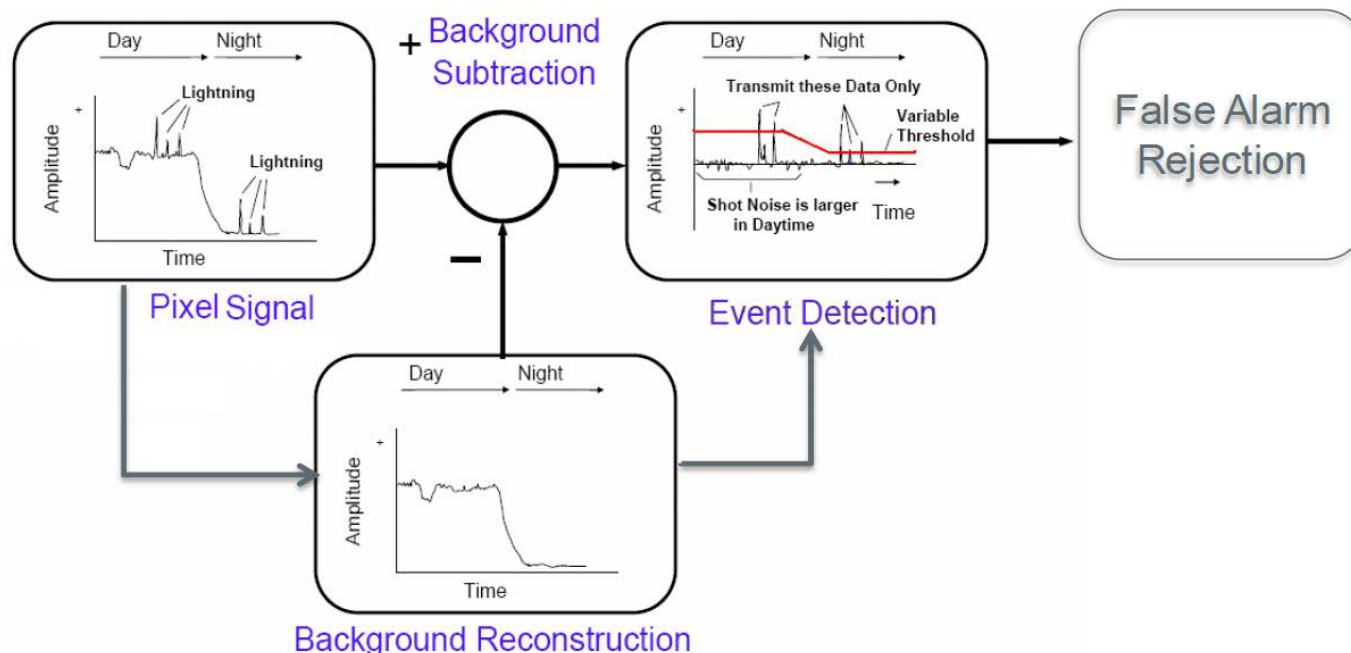 Day Night
Lightning
Lightning
+
Amplitude
Time
Pixel Signal
+ Background
Subtraction
−
Day Night
Transmit these Data Only
+
Variable
Threshold
Amplitude
Shot Noise is larger
in Daytime
Time
Event Detection
False Alarm
Rejection
Day Night
+
Amplitude
Time
Background Reconstruction